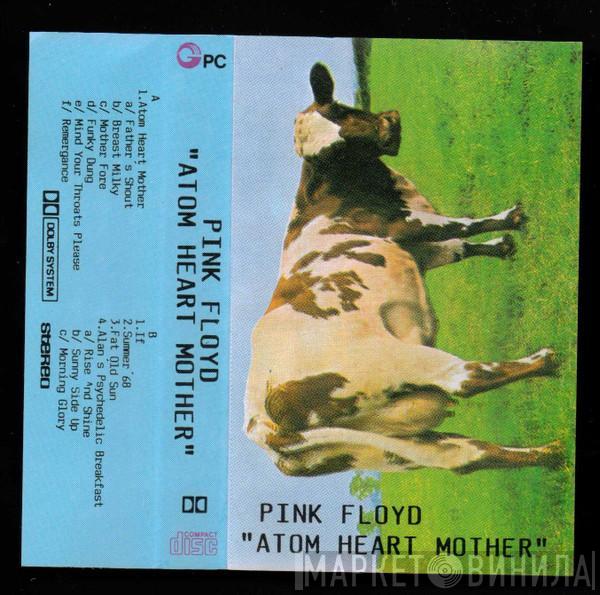 PC
A
1.Atom Heart Mother
a/ Father's Shout
b/ Breast Milky
c/ Mother Fore
d/ Funky Dung
e/ Mind Your Throats Please
f/ Remergance
DOLBY SYSTEM
B
1.If
2.Summer '68
3.Fat Old Sun
4.Alan's Psychedelic Breakfast
a/ Rise And Shine
b/ Sunny Side Up
c/ Morning Glory
stereo
PINK FLOYD
"ATOM HEART MOTHER"
COMPACT
disc
PINK FLOYD
"ATOM HEART MOTHER"
МАРКЕТ ВИНИЛА